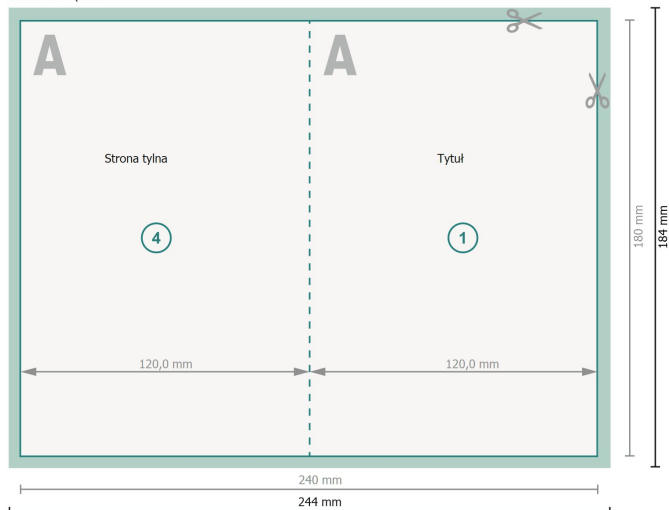 A A
Strona tylna Tytuł
4 1
180 mm
184 mm
120,0 mm 120,0 mm
240 mm
244 mm